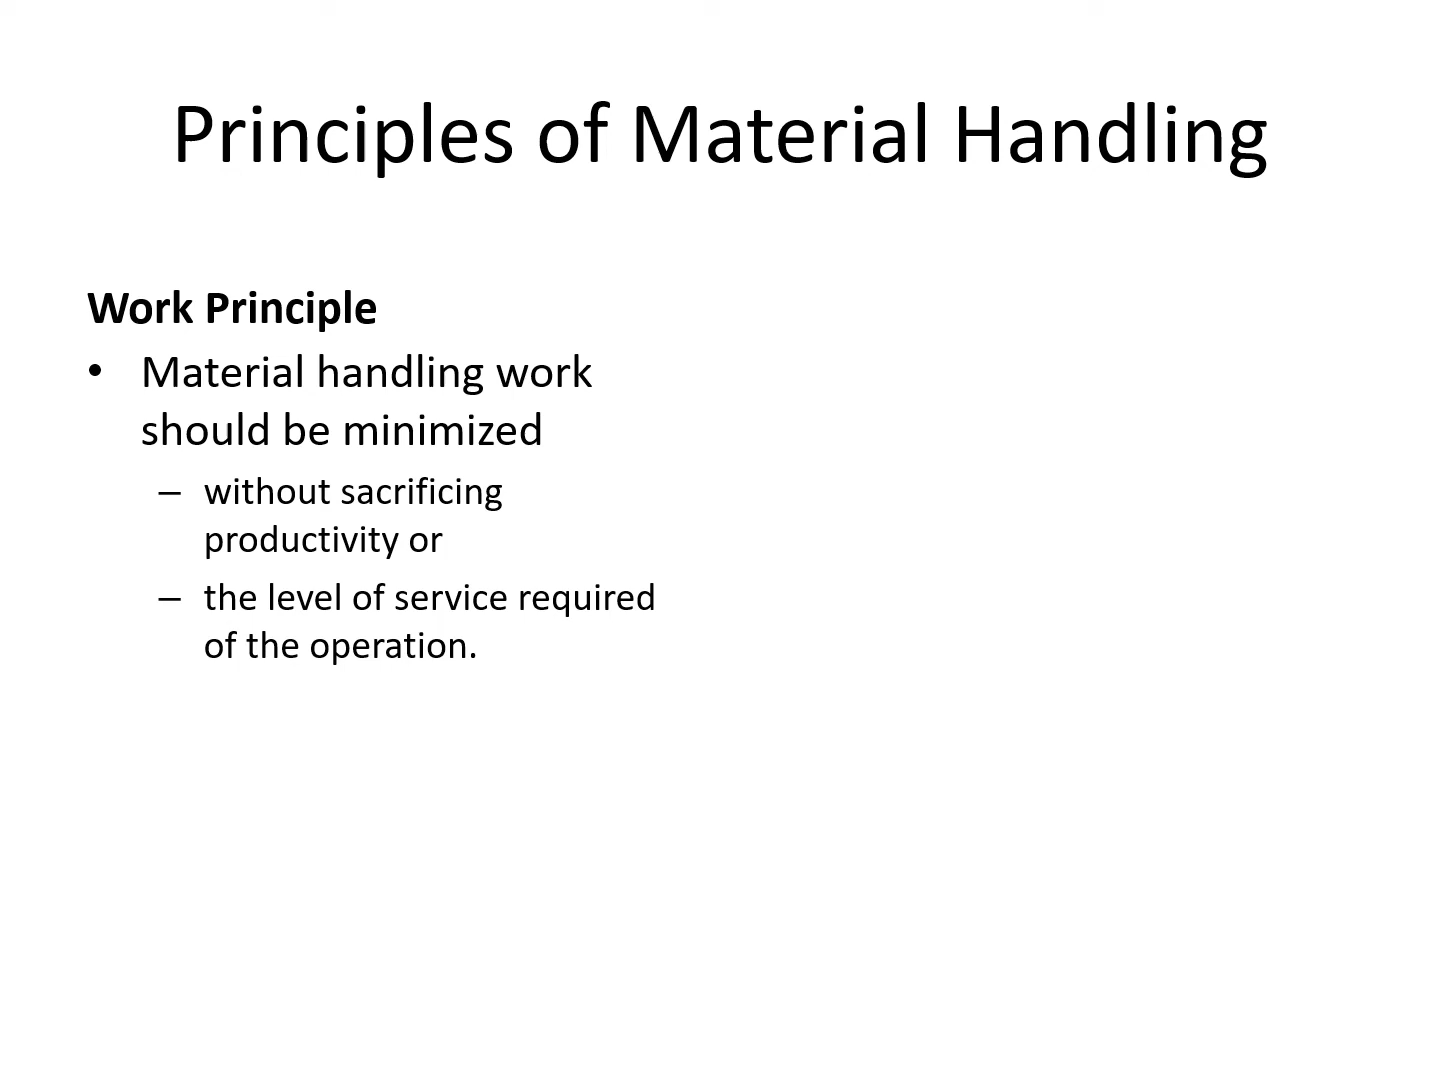 Principles of Material Handling
Work Principle
• Material handling work
should be minimized
– without sacrificing
productivity or
– the level of service required
of the operation.